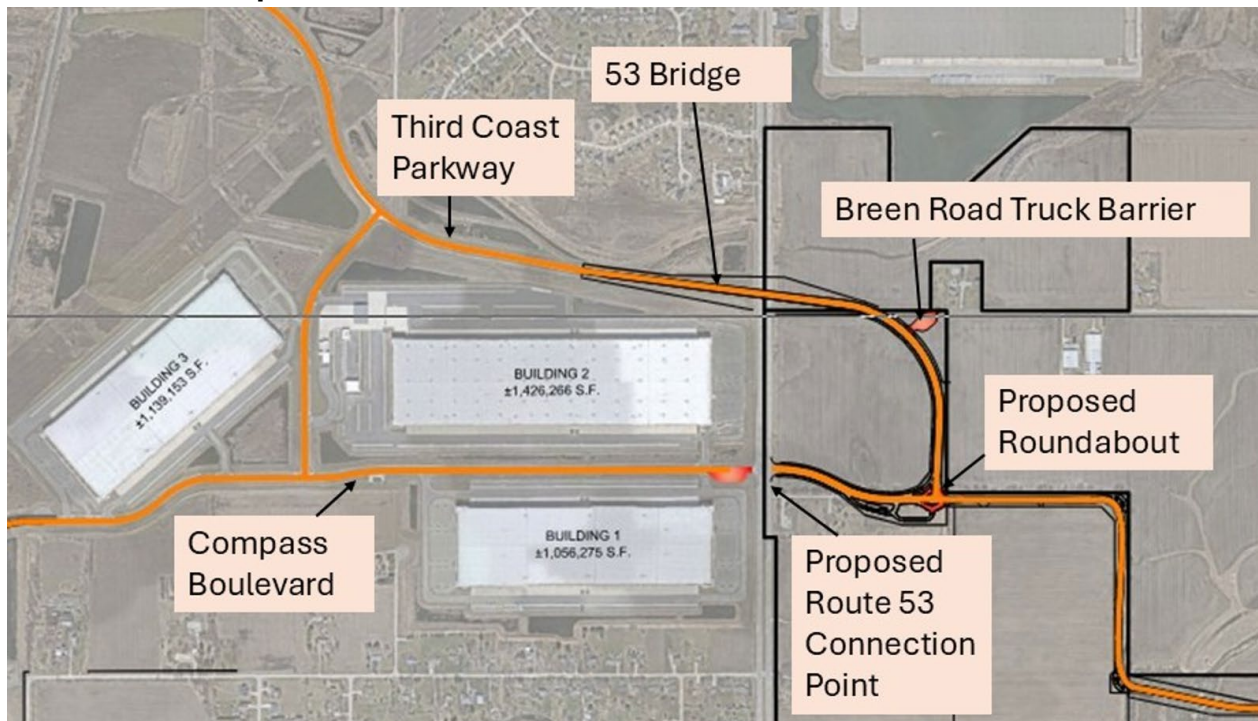 53 Bridge
Third Coast
Parkway
Breen Road Truck Barrier
BUILDING 3
±1,139,153 S.F.
BUILDING 2
±1,426,266 S.F.
Proposed
Roundabout
Compass
Boulevard
BUILDING 1
±1,056,275 S.F.
Proposed
Route 53
Connection
Point